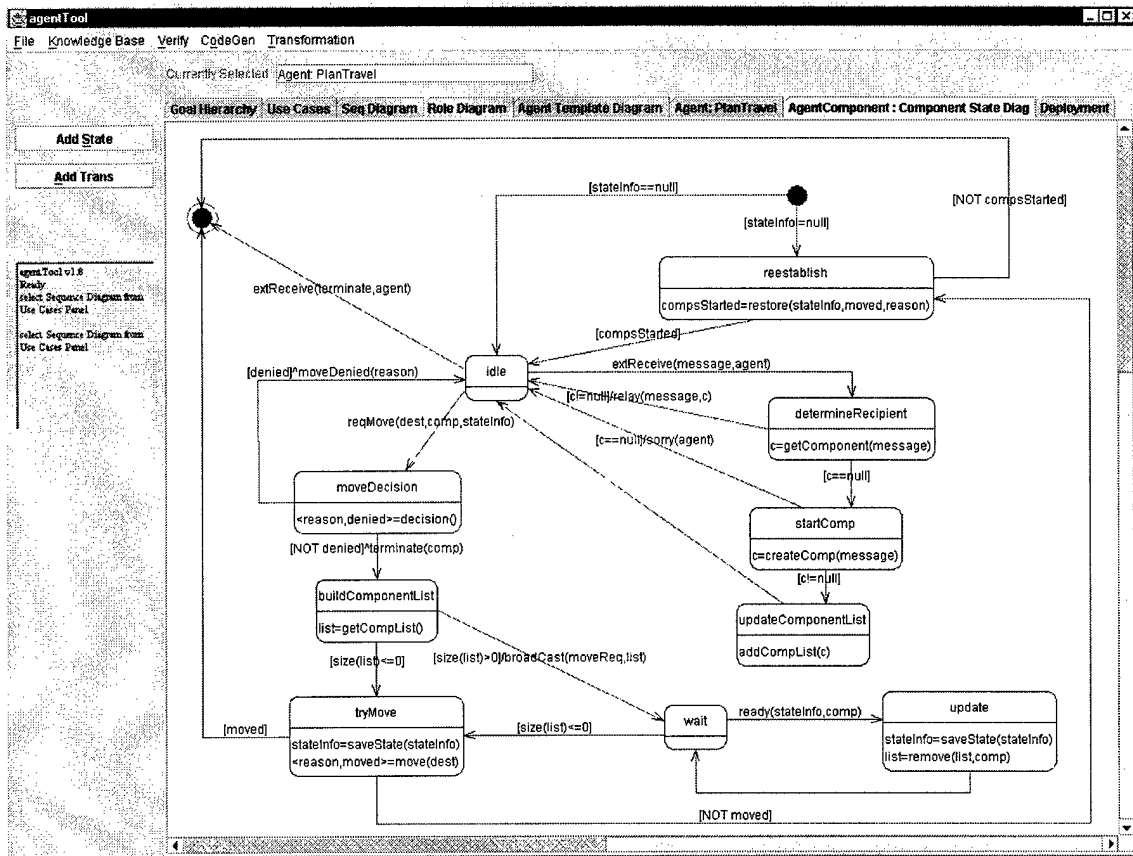 agentTool
File Knowledge Base Verify CodeGen Transformation
Currently Selected Agent: PlanTravel
Goal Hierarchy Use Cases Seq Diagram Role Diagram Agent Template Diagram Agent: PlanTravel AgentComponent : Component State Diag Deployment
Add State
Add Trans
agentTool v1.8
Ready
select Sequence Diagram from
Use Cases Panel
select Sequence Diagram from
Use Cases Panel
[stateInfo==null]
[NOT compsStarted]
[stateInfo!=null]
reestablish
compsStarted=restore(stateInfo,moved,reason)
extReceive(terminate,agent)
[compsStarted]
idle
extReceive(message,agent)
[denied]^moveDenied(reason)
[c!=null]/relay(message,c)
determineRecipient
c=getComponent(message)
reqMove(dest,comp,stateInfo)
[c==null]/sorry(agent)
[c==null]
moveDecision
<reason,denied>=decision()
startComp
c=createComp(message)
[NOT denied]^terminate(comp)
[c!=null]
buildComponentList
list=getCompList()
updateComponentList
addCompList(c)
[size(list)<=0]
[size(list)>0]/broadCast(moveReq,list)
tryMove
stateInfo=saveState(stateInfo)
<reason,moved>=move(dest)
[moved]
[size(list)<=0]
wait
ready(stateInfo,comp)
update
stateInfo=saveState(stateInfo)
list=remove(list,comp)
[NOT moved]